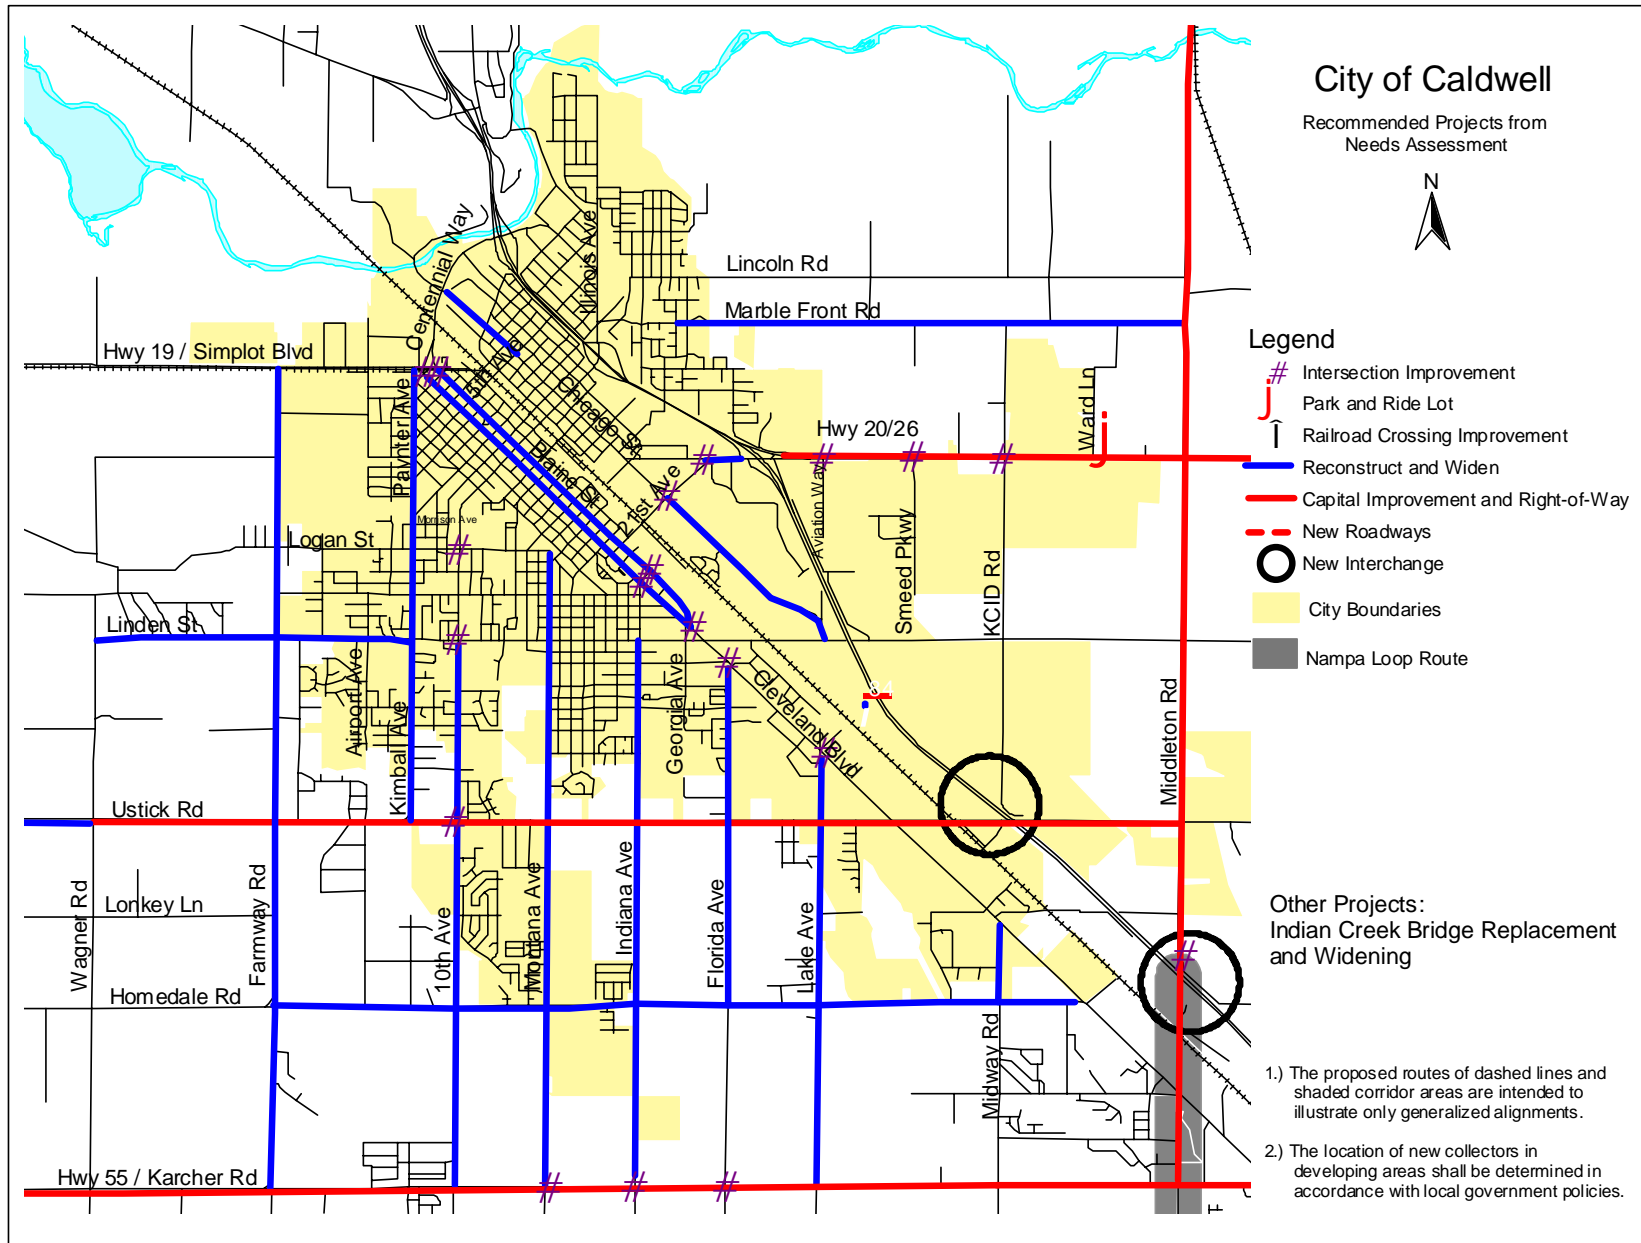 City of Caldwell
Recommended Projects from
Needs Assessment
N
Legend
Intersection Improvement
Park and Ride Lot
Railroad Crossing Improvement
Reconstruct and Widen
Capital Improvement and Right-of-Way
New Roadways
New Interchange
City Boundaries
Nampa Loop Route
Other Projects:
Indian Creek Bridge Replacement
and Widening
1.) The proposed routes of dashed lines and
shaded corridor areas are intended to
illustrate only generalized alignments.
2.) The location of new collectors in
developing areas shall be determined in
accordance with local government policies.
Centennial Way
Illinois Ave
Lincoln Rd
Marble Front Rd
Hwy 19 / Simplot Blvd
5th Ave
Chicago St
Paynter Ave
Blaine St
21st Ave
Hwy 20/26
Ward Ln
j
Aviation Way
Smeed Pkwy
KCID Rd
Morrison Ave
Logan St
Linden St
Airport Ave
Kimball Ave
Georgia Ave
Cleveland Blvd
84
Middleton Rd
Ustick Rd
Wagner Rd
Farmway Rd
Lonkey Ln
10th Ave
Montana Ave
Indiana Ave
Florida Ave
Lake Ave
Homedale Rd
Midway Rd
Hwy 55 / Karcher Rd